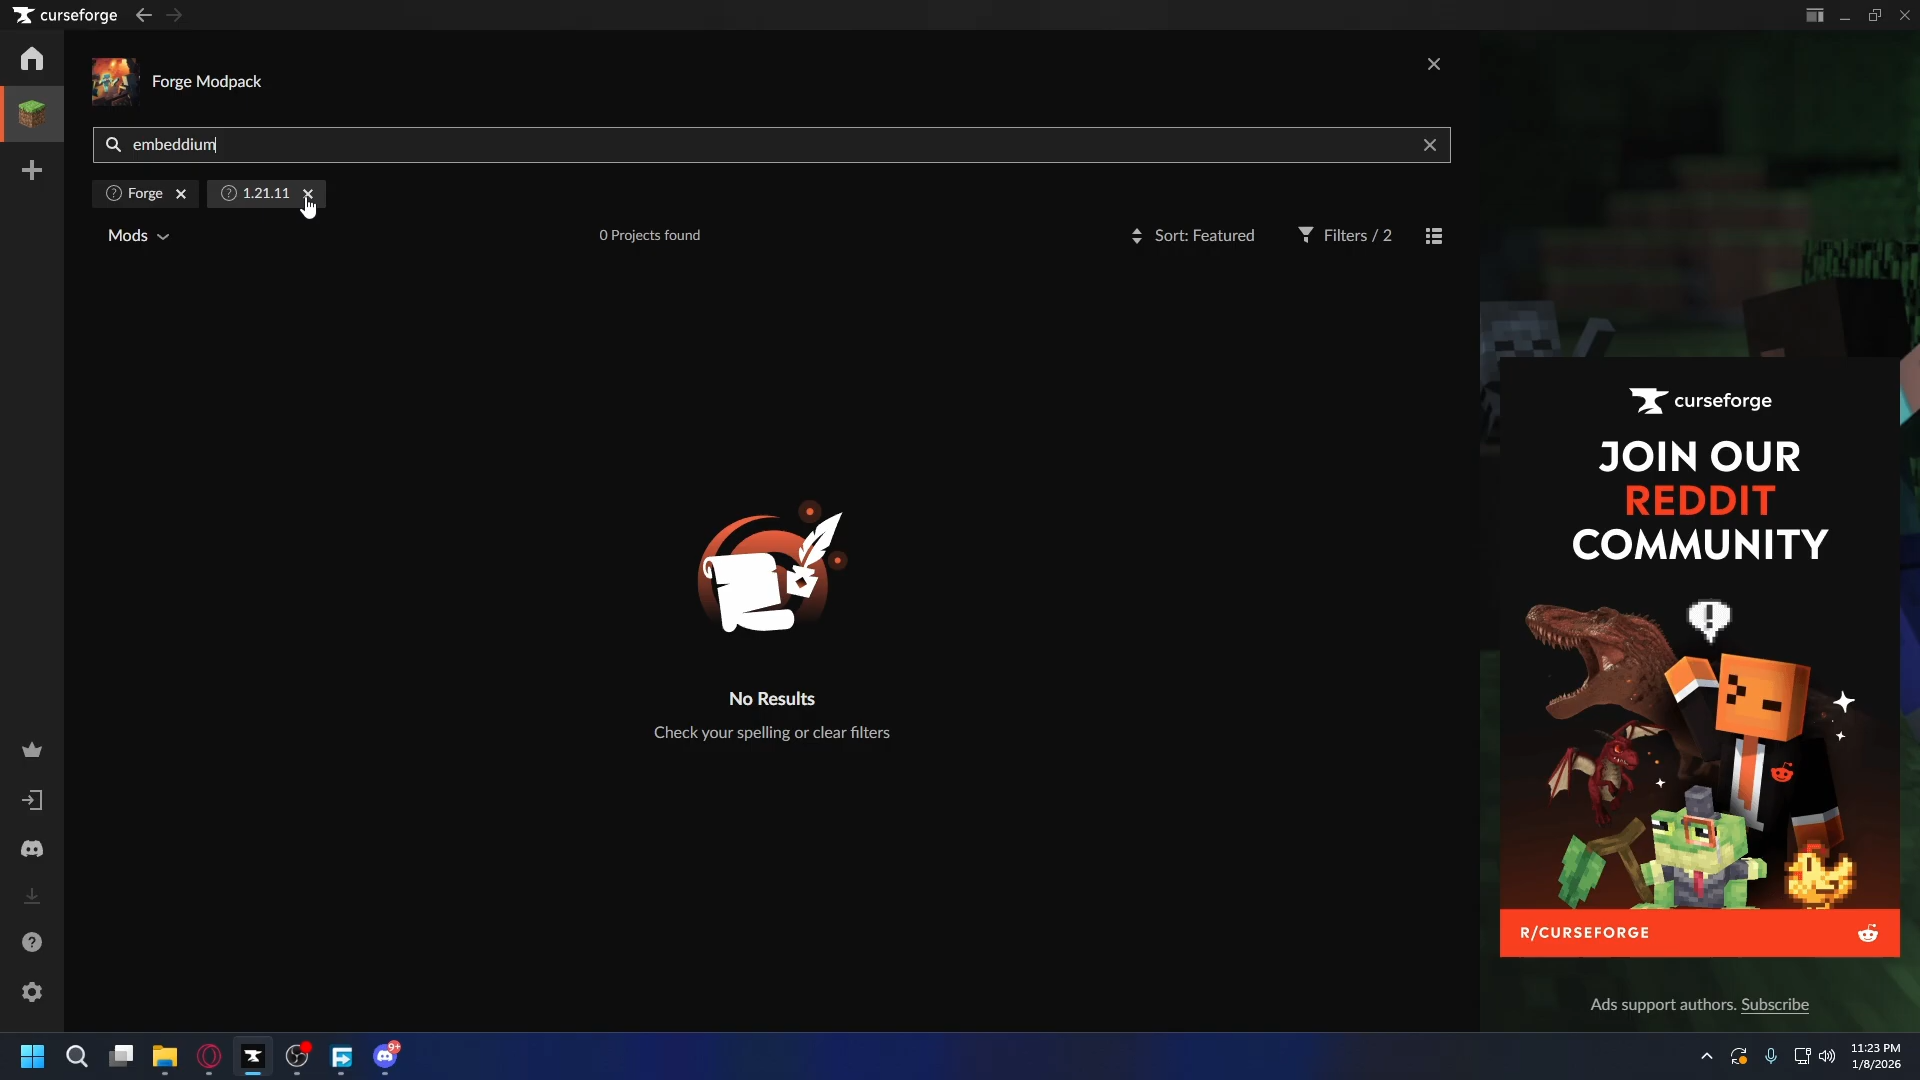 curseforge
Forge Modpack
embeddium
Forge
1.21.11
Mods
0 Projects found
Sort: Featured
Filters / 2
No Results
Check your spelling or clear filters
curseforge
JOIN OUR
REDDIT
COMMUNITY
R/CURSEFORGE
Ads support authors. Subscribe
9+
11:23 PM
1/8/2026